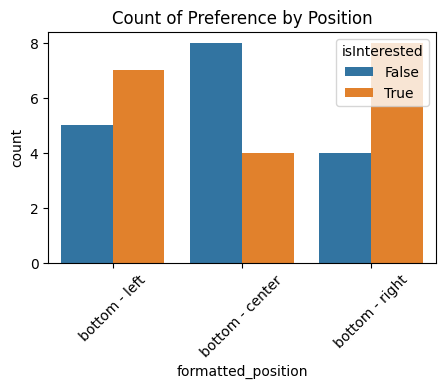 Count of Preference by Position
isInterested
False
True
count
8
6
4
2
0
bottom - left
bottom - center
bottom - right
formatted_position